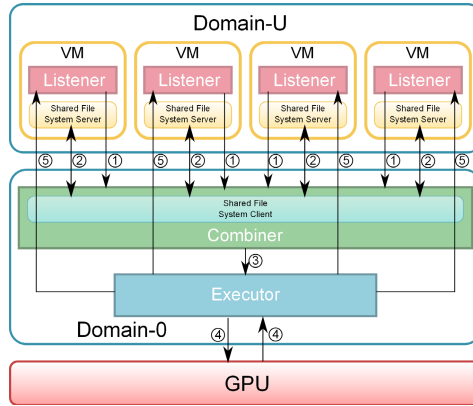 Domain-U
VM VM VM VM
Listener Listener Listener Listener
Shared File Shared File Shared File Shared File
System Server System Server System Server System Server
⑤ ② ① ⑤ ② ① ① ② ⑤ ① ② ⑤
Shared File
System Client
Combiner
③
Executor
Domain-0
④ ④
GPU